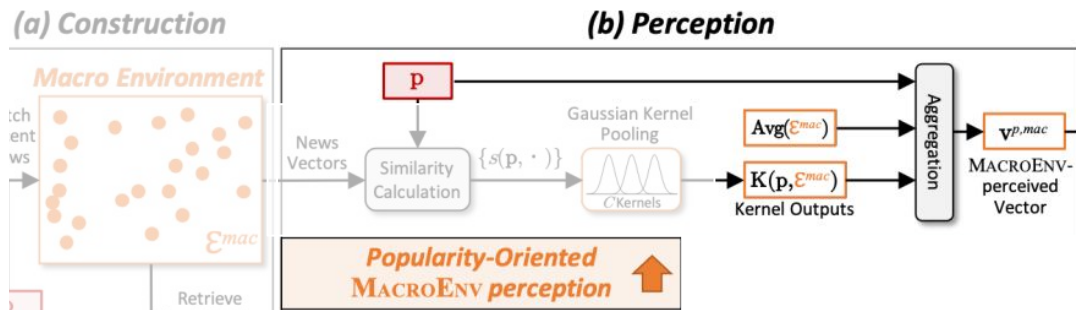 (a) Construction
(b) Perception
Macro Environment
p
Gaussian Kernel
Pooling
News
Vectors
Similarity
Calculation
{s(p, · )}
C Kernels
Avg(ℰ^mac)
K(p,ℰ^mac)
Kernel Outputs
Aggregation
v^p,mac
MACROENV-
perceived
Vector
ℰ^mac
Popularity-Oriented
MACROENV perception
Retrieve